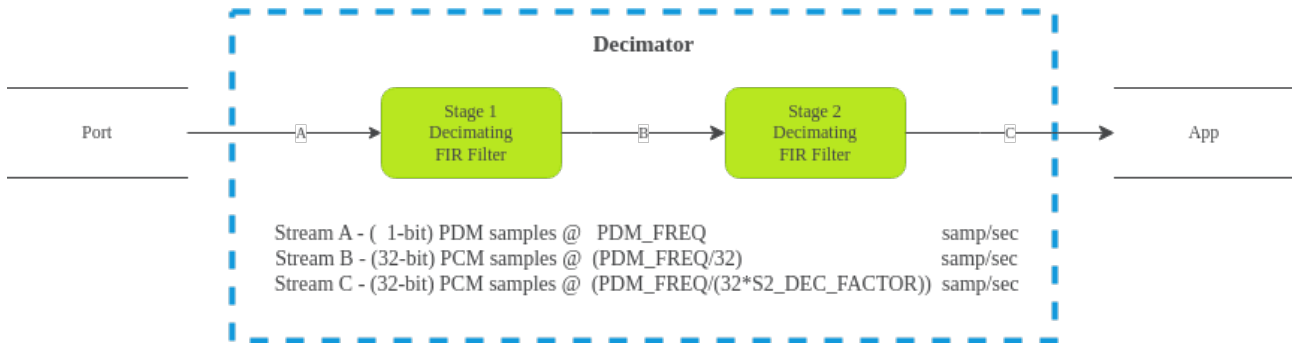 Decimator
Port
A
Stage 1
Decimating
FIR Filter
B
Stage 2
Decimating
FIR Filter
C
App
Stream A - (  1-bit) PDM samples @   PDM_FREQ samp/sec
Stream B - (32-bit) PCM samples @  (PDM_FREQ/32) samp/sec
Stream C - (32-bit) PCM samples @  (PDM_FREQ/(32*S2_DEC_FACTOR))  samp/sec